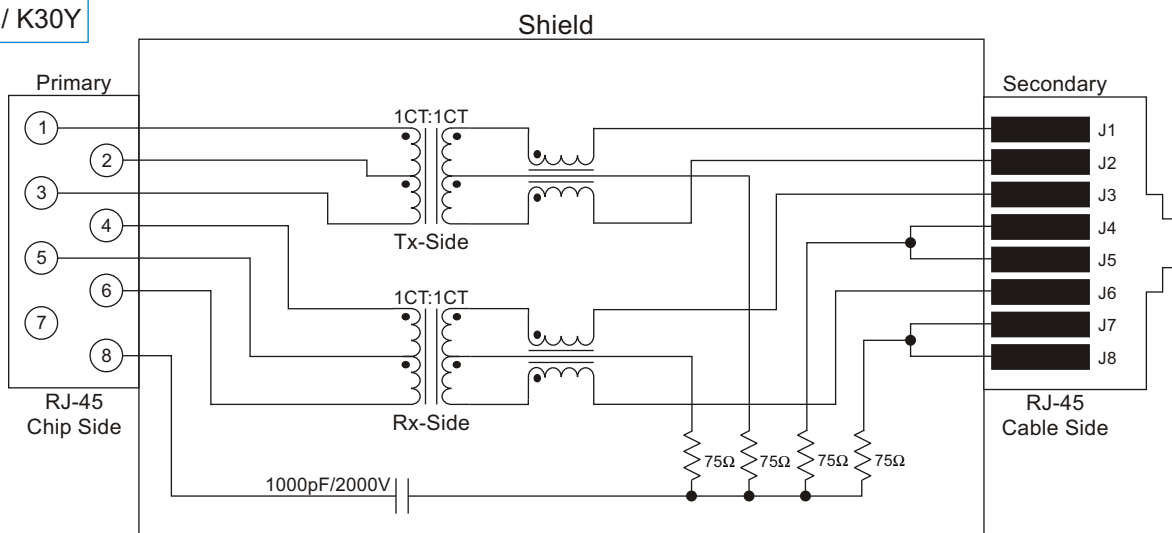 / K30Y
Shield
Primary
Secondary
1
2
3
4
5
6
7
8
RJ-45
Chip Side
1CT:1CT
Tx-Side
1CT:1CT
Rx-Side
1000pF/2000V
75Ω
75Ω
75Ω
75Ω
J1
J2
J3
J4
J5
J6
J7
J8
RJ-45
Cable Side